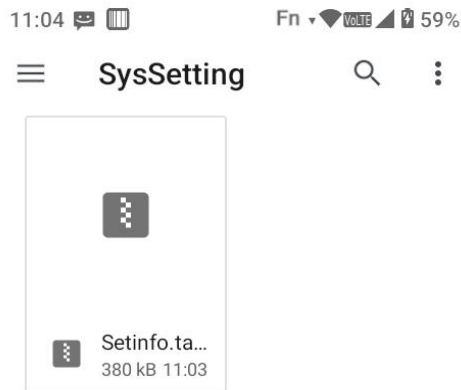 11:04 Fn VoLTE 59%
SysSetting
Setinfo.ta...
380 kB 11:03